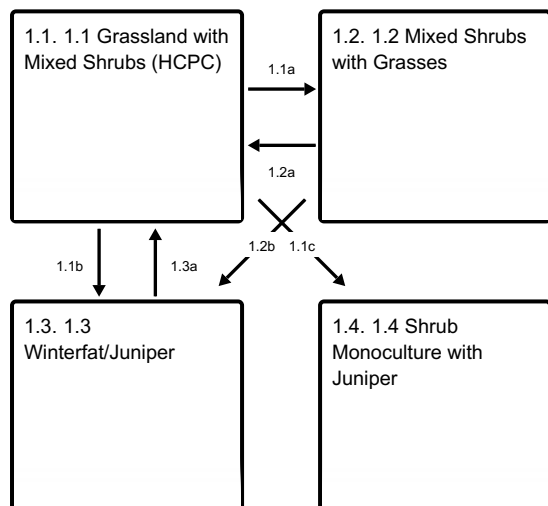 1.1. 1.1 Grassland with
Mixed Shrubs (HCPC)
1.2. 1.2 Mixed Shrubs
with Grasses
1.1a
1.2a
1.2b
1.1c
1.1b
1.3a
1.3. 1.3
Winterfat/Juniper
1.4. 1.4 Shrub
Monoculture with
Juniper